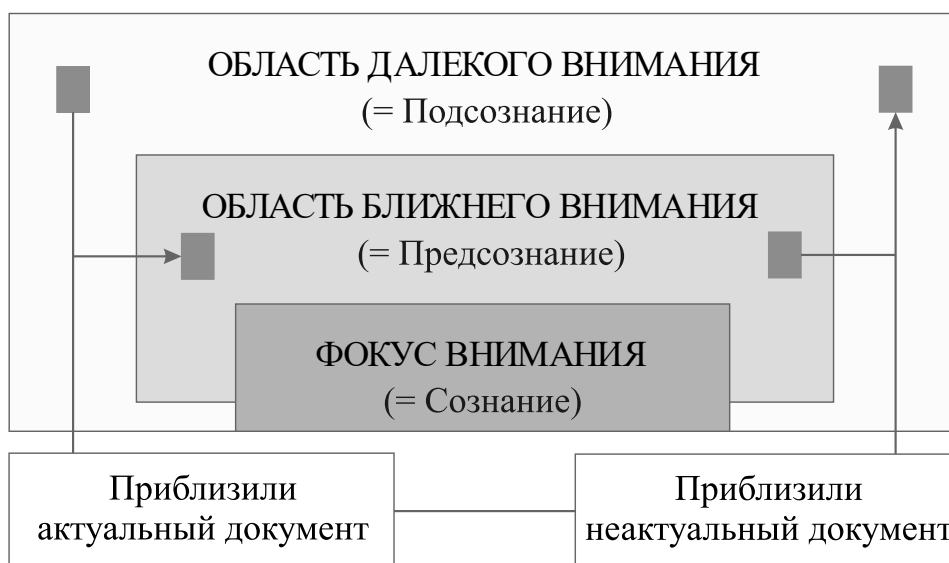 ОБЛАСТЬ ДАЛЕКОГО ВНИМАНИЯ
(= Подсознание)
ОБЛАСТЬ БЛИЖНЕГО ВНИМАНИЯ
(= Предсознание)
ФОКУС ВНИМАНИЯ
(= Сознание)
Приблизили
актуальный документ
Приблизили
неактуальный документ